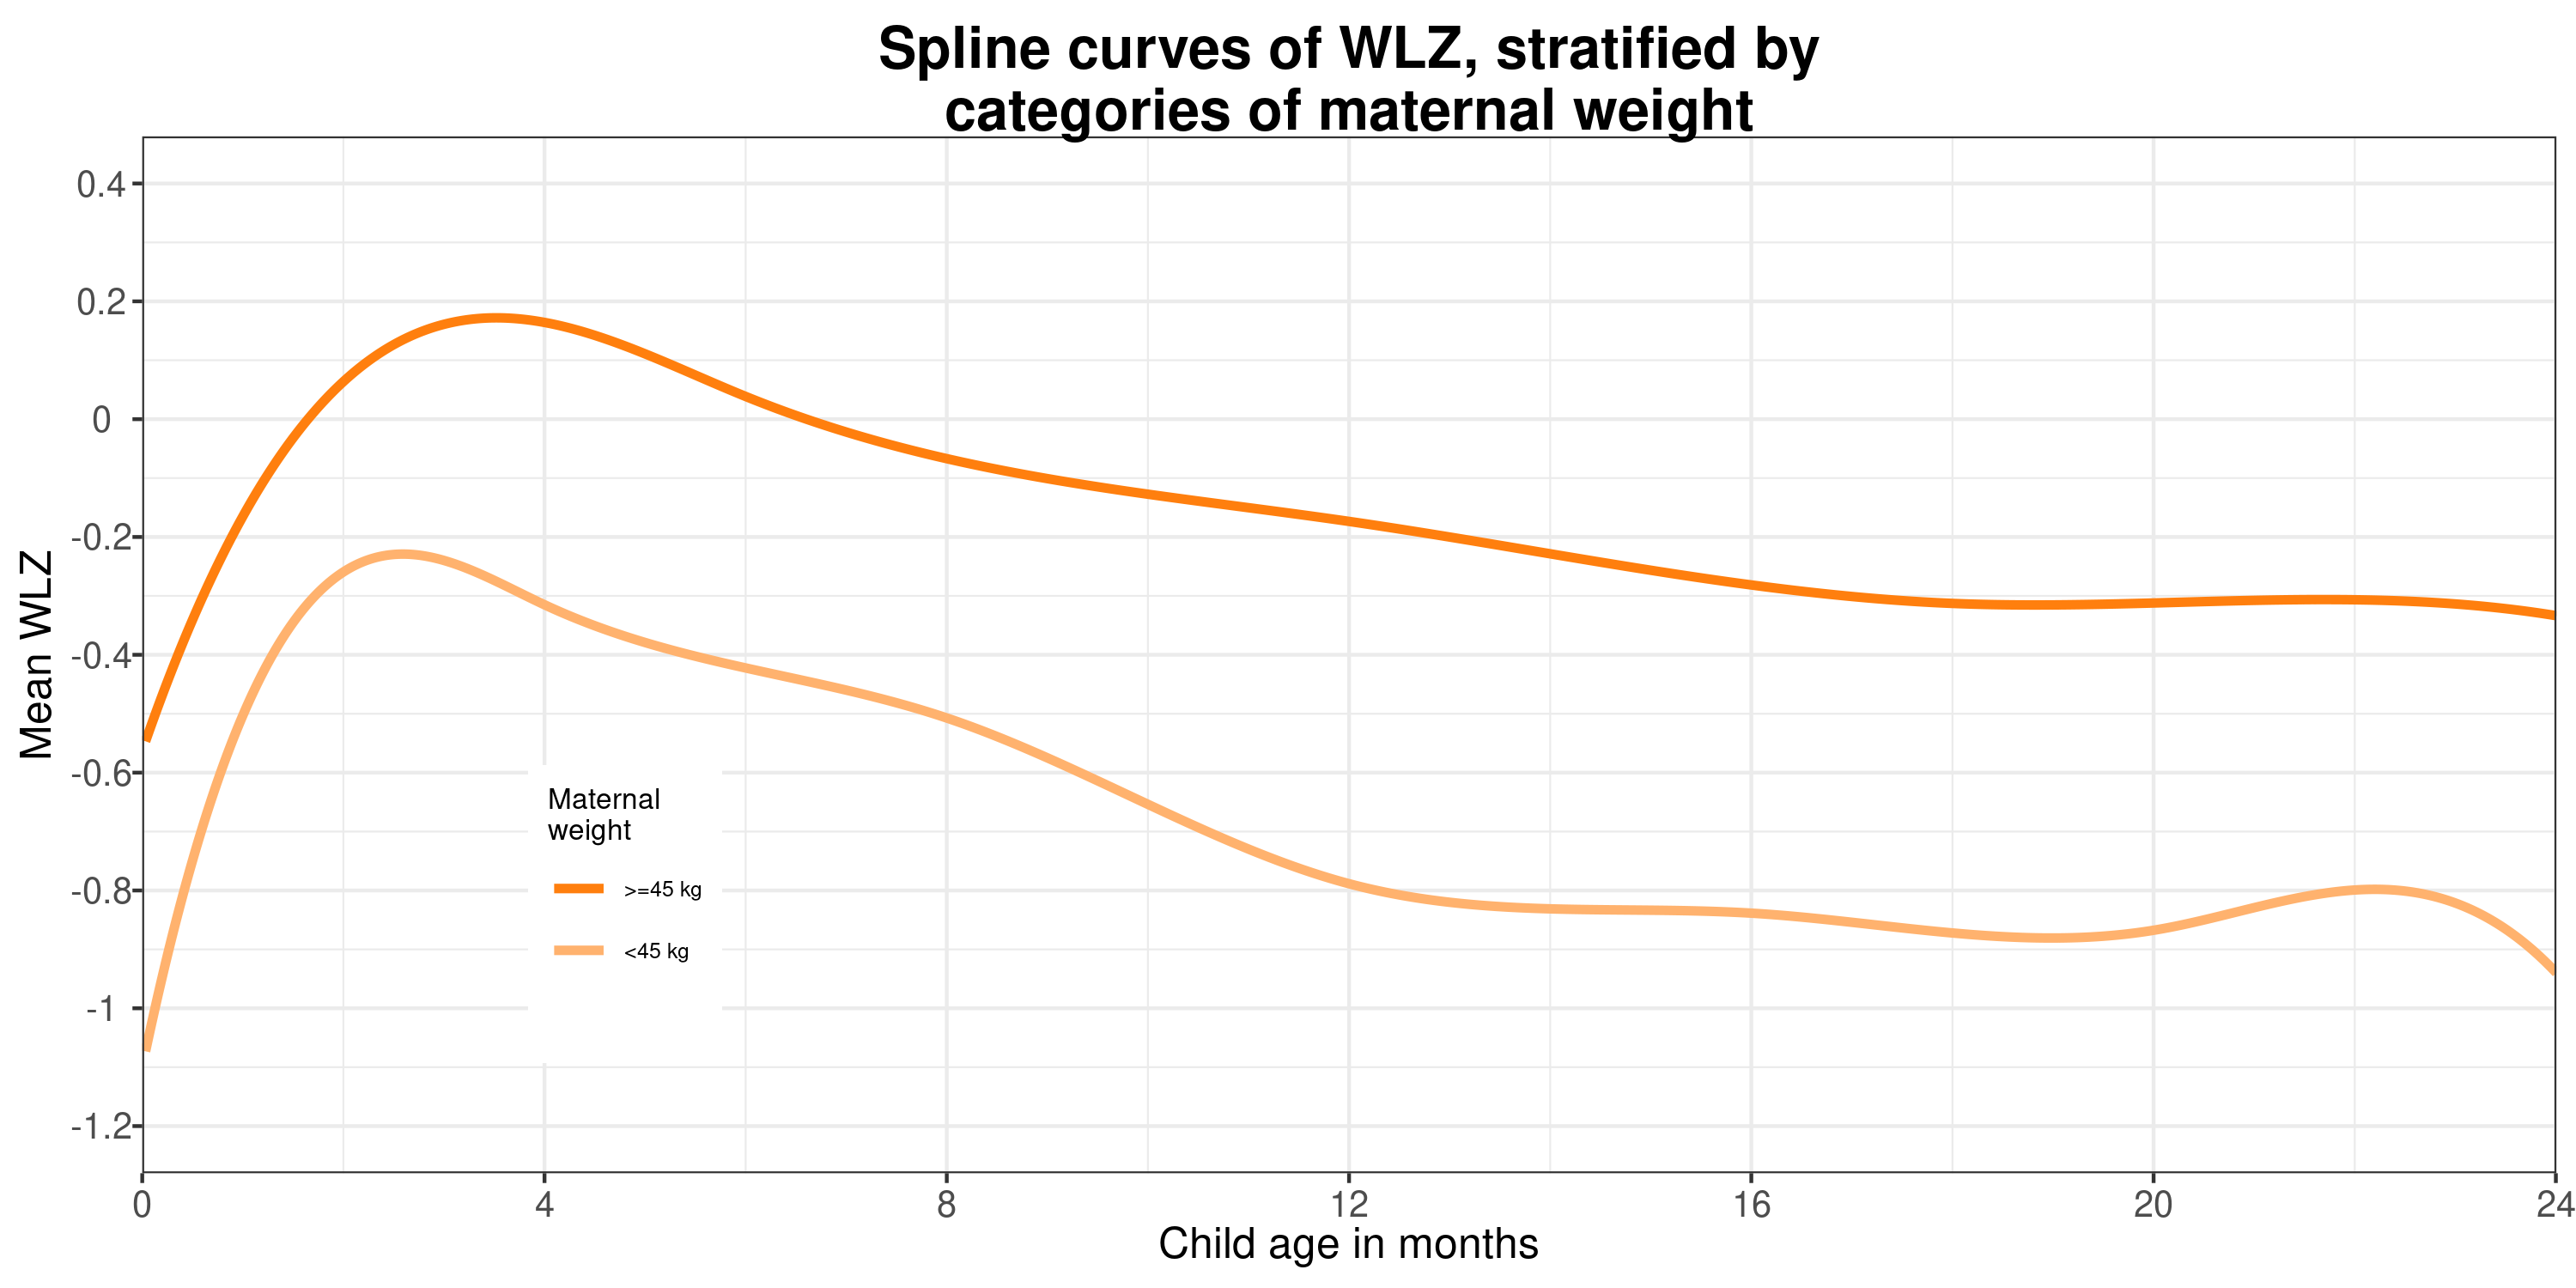 Spline curves of WLZ, stratified by
categories of maternal weight
Mean WLZ
0.4
0.2
0
-0.2
-0.4
-0.6
-0.8
-1
-1.2
Maternal
weight
>=45 kg
<45 kg
0 4 8 12 16 20 24
Child age in months